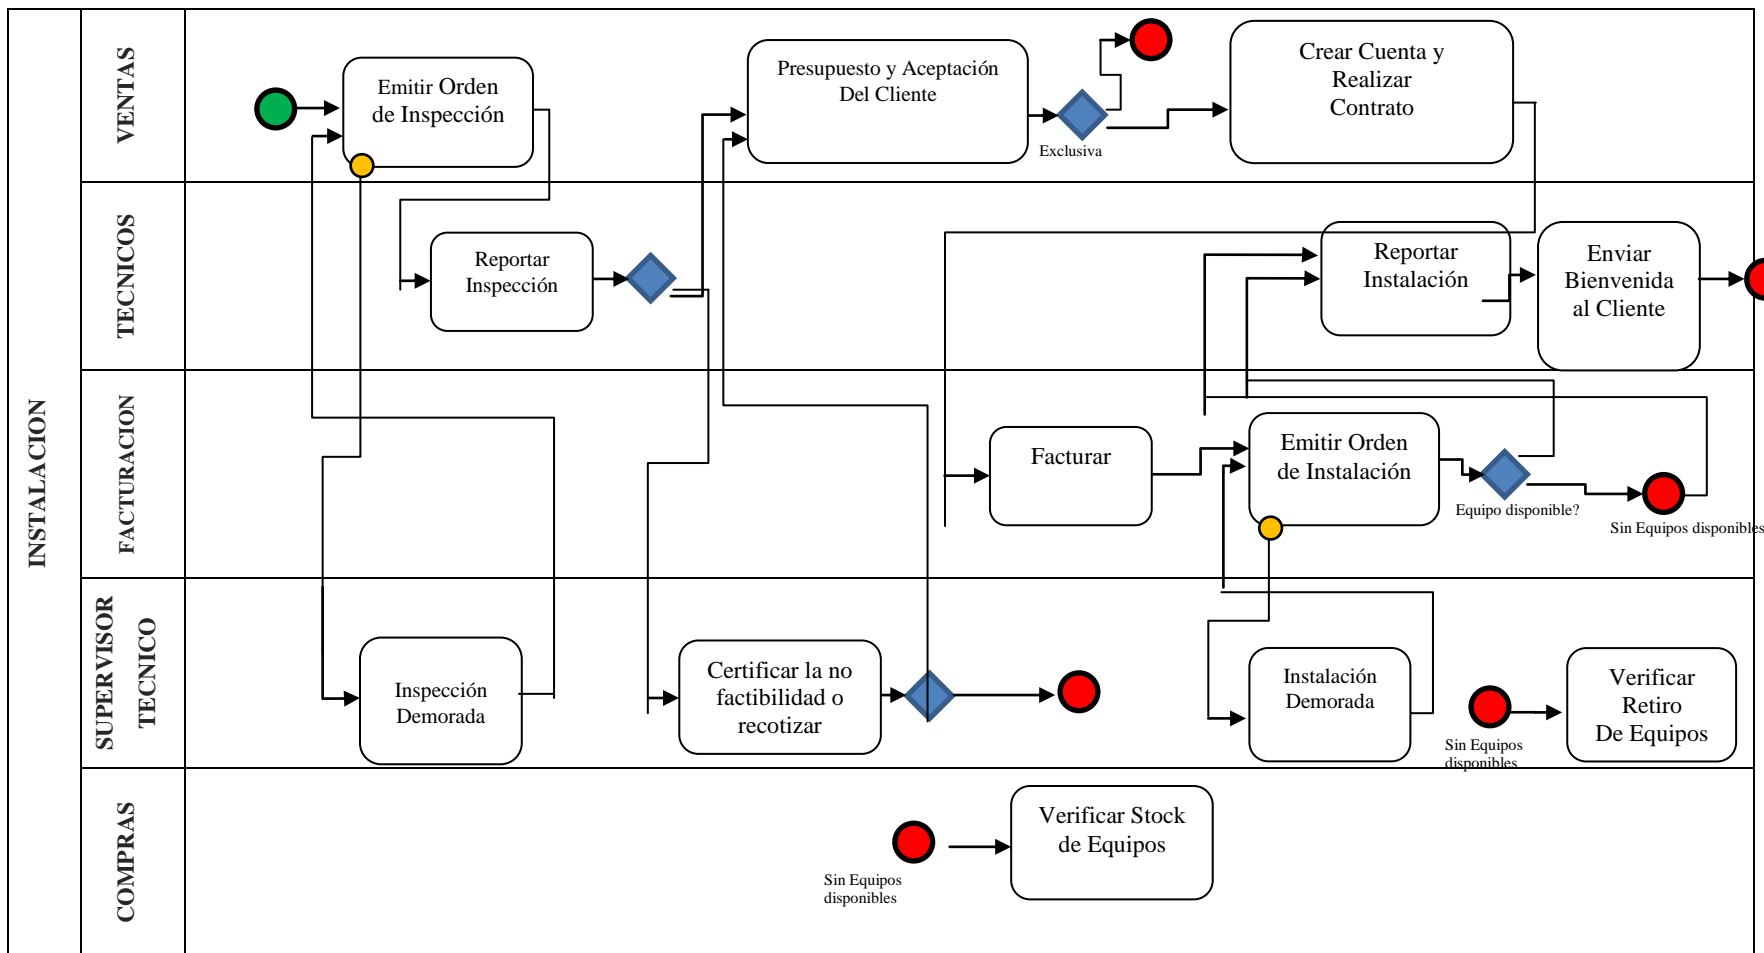 INSTALACION
VENTAS
Emitir Orden
de Inspección
Presupuesto y Aceptación
Del Cliente
Exclusiva
Crear Cuenta y
Realizar
Contrato
TECNICOS
Reportar
Inspección
Reportar
Instalación
Enviar
Bienvenida
al Cliente
FACTURACION
Facturar
Emitir Orden
de Instalación
Equipo disponible?
Sin Equipos disponibles
SUPERVISOR
TECNICO
Inspección
Demorada
Certificar la no
factibilidad o
recotizar
Instalación
Demorada
Sin Equipos
disponibles
Verificar
Retiro
De Equipos
COMPRAS
Sin Equipos
disponibles
Verificar Stock
de Equipos